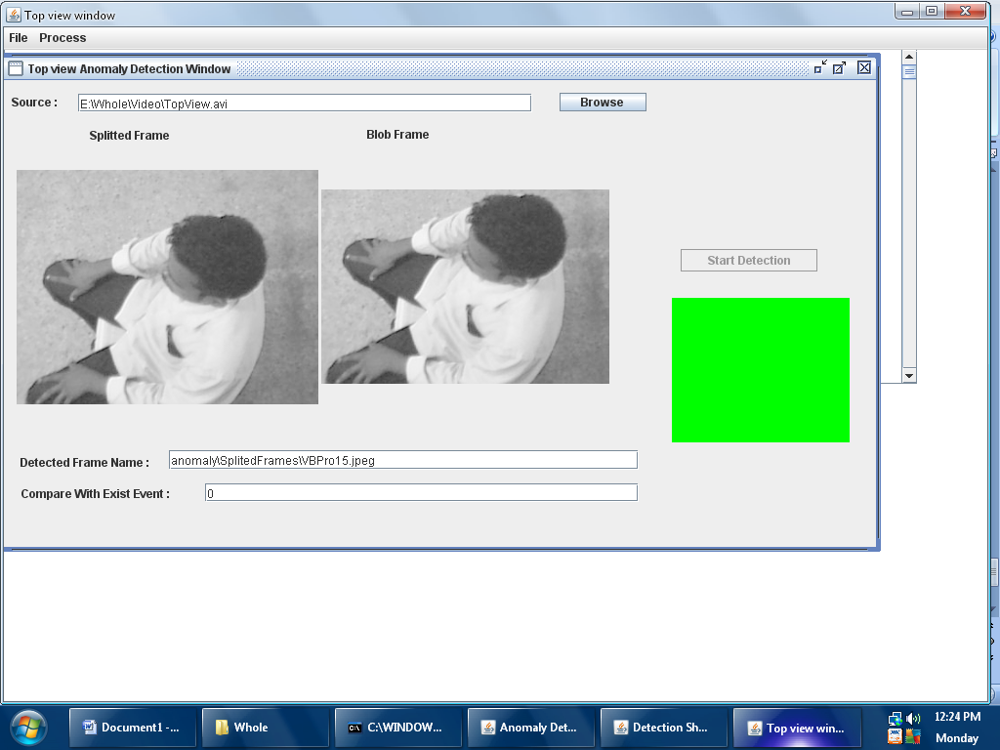 Top view window
File Process
Top view Anomaly Detection Window
Source : E:\Whole\Video\TopView.avi Browse
Splitted Frame Blob Frame
Start Detection
Detected Frame Name : anomaly\SplitedFrames\VBPro15.jpeg
Compare With Exist Event : 0
Document1 -... Whole C:\WINDOW... Anomaly Det... Detection Sh... Top view win... 12:24 PM
Monday